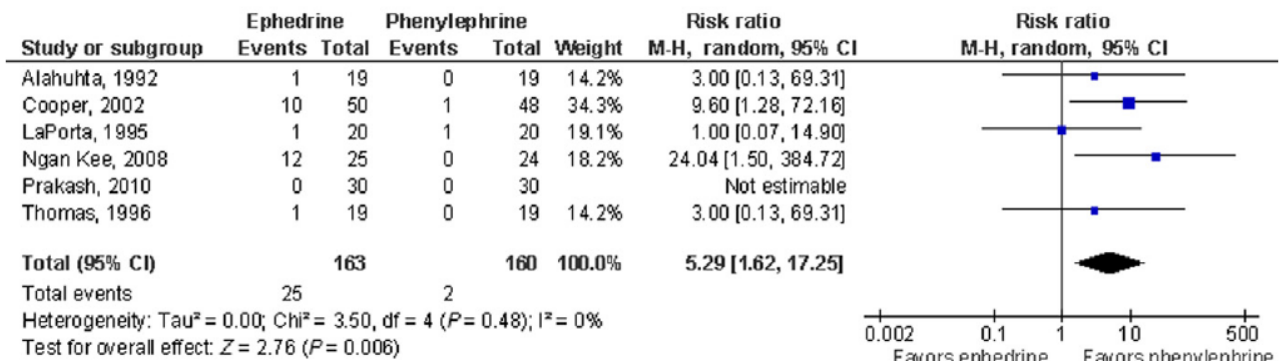 Ephedrine Phenylephrine Risk ratio Risk ratio
Study or subgroup Events Total Events Total Weight M-H, random, 95% CI M-H, random, 95% CI
Alahuhta, 1992 1 19 0 19 14.2% 3.00 [0.13, 69.31]
Cooper, 2002 10 50 1 48 34.3% 9.60 [1.28, 72.16]
LaPorta, 1995 1 20 1 20 19.1% 1.00 [0.07, 14.90]
Ngan Kee, 2008 12 25 0 24 18.2% 24.04 [1.50, 384.72]
Prakash, 2010 0 30 0 30 Not estimable
Thomas, 1996 1 19 0 19 14.2% 3.00 [0.13, 69.31]
Total (95% CI) 163 160 100.0% 5.29 [1.62, 17.25]
Total events 25 2
Heterogeneity: Tau² = 0.00; Chi² = 3.50, df = 4 (P = 0.48); I² = 0%
Test for overall effect: Z = 2.76 (P = 0.006)
0.002 0.1 1 10 500
Favors ephedrine Favors phenylephrine